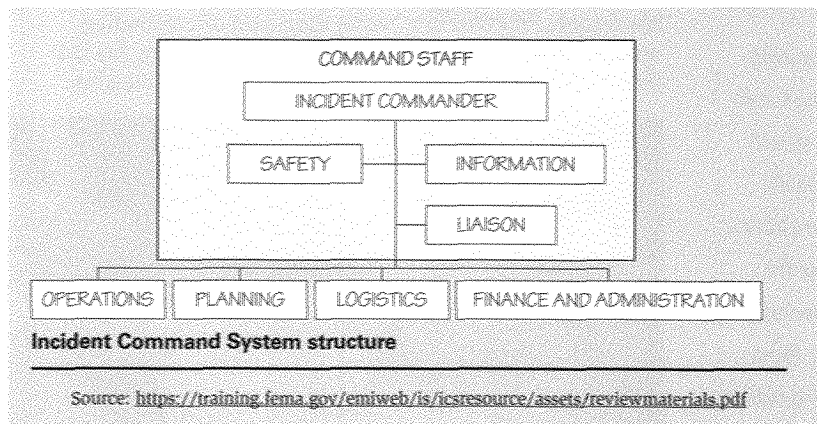 COMMAND STAFF
INCIDENT COMMANDER
SAFETY INFORMATION
LIAISON
OPERATIONS PLANNING LOGISTICS FINANCE AND ADMINISTRATION
Incident Command System structure
Source: https://training.fema.gov/emiweb/is/icsresource/assets/reviewmaterials.pdf